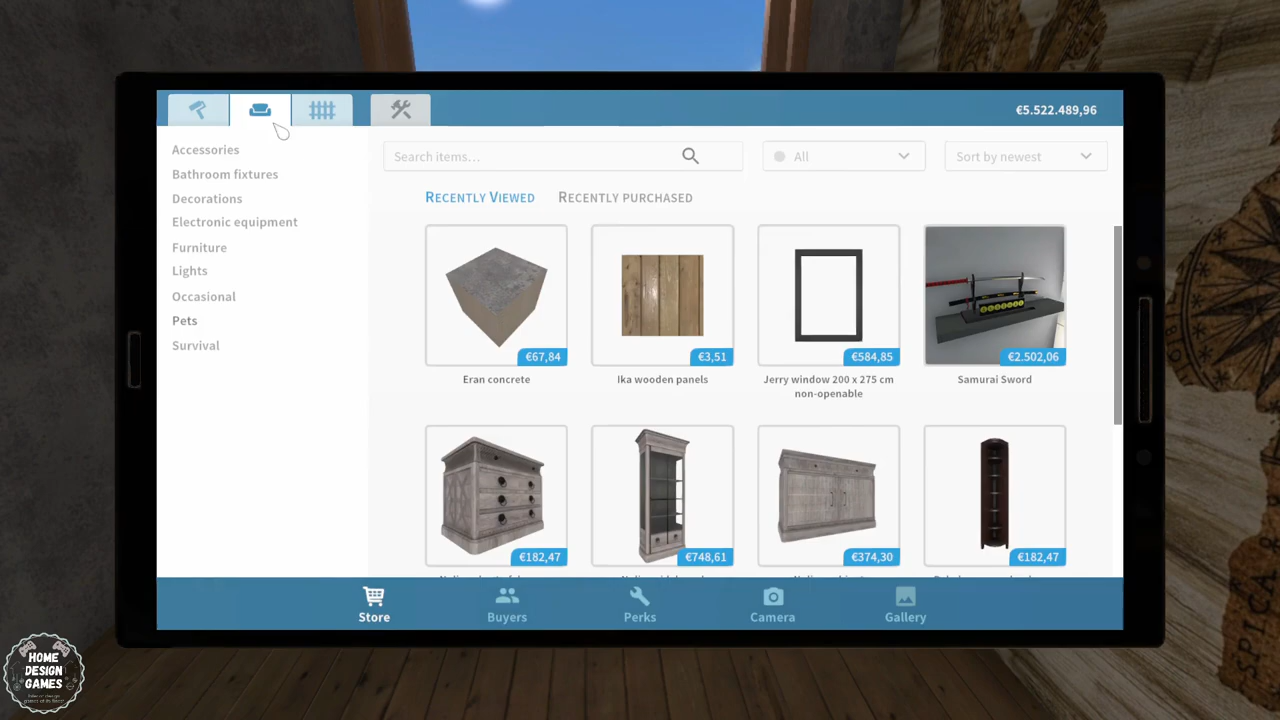 €5.522.489,96
Accessories
Bathroom fixtures
Decorations
Electronic equipment
Furniture
Lights
Occasional
Pets
Survival
Search items...
All
Sort by newest
RECENTLY VIEWED
RECENTLY PURCHASED
€67,84
€3,51
€584,85
€2.502,06
Eran concrete
Ika wooden panels
Jerry window 200 x 275 cm
non-openable
Samurai Sword
€182,47
€748,61
€374,30
€182,47
Store
Buyers
Perks
Camera
Gallery
HOME
DESIGN
GAMES
SPICE